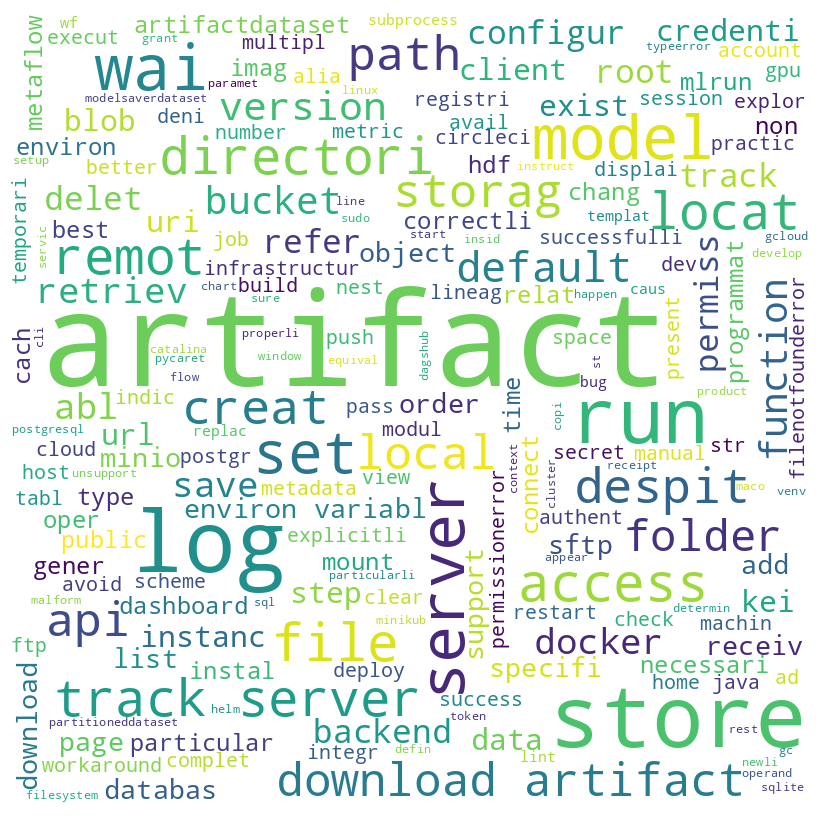 wf
grant
subprocess
artifactdataset
execut
multipl
path
configur
credenti
typeerror
account
metaflow
wai
imag
alia
paramet
linux
client
root
mlrun
gpu
modelsaverdataset
version
registri
exist
session
explor
blob
deni
number
metric
avail
circleci
non
setup
environ
better
directori
hdf
model
displai
practic
temporari
delet
bucket
storag
chang
track
servic
best
uri
line
sudo
correctli
start
templat
locat
remot
job
refer
object
insid
successfulli
gcloud
infrastructur
default
dev
develop
permiss
programmat
retriev
chart
sure
build
nest
lineag
relat
happen
caus
function
artifact
cach
cli
properli
push
space
present
filenotfounderror
catalina
pycaret
window
equival
dagshub
flow
st
bug
product
abl
indic
creat
pass
order
time
run
copi
postgresql
url
replac
modul
cloud
set
local
context
connect
secret
manual
str
host
unsupport
minio
postgr
view
receipt
cluster
tabl
type
save
metadata
despit
maco
venv
oper
log
environ variabl
server
permissionerror
authent
public
explicitli
sftp
folder
gener
mount
support
appear
add
avoid
scheme
particularli
step
clear
access
malform
dashboard
sql
minikub
restart
determin
kei
api
instanc
file
check
machin
ftp
list
instal
deploy
docker
receiv
download
specifi
necessari
track server
helm
success
home
java
ad
partitioneddataset
backend
token
store
rest
page
particular
integr
defin
data
lint
gc
workaround
complet
download artifact
newli
operand
filesystem
databas
sqlite
instruct